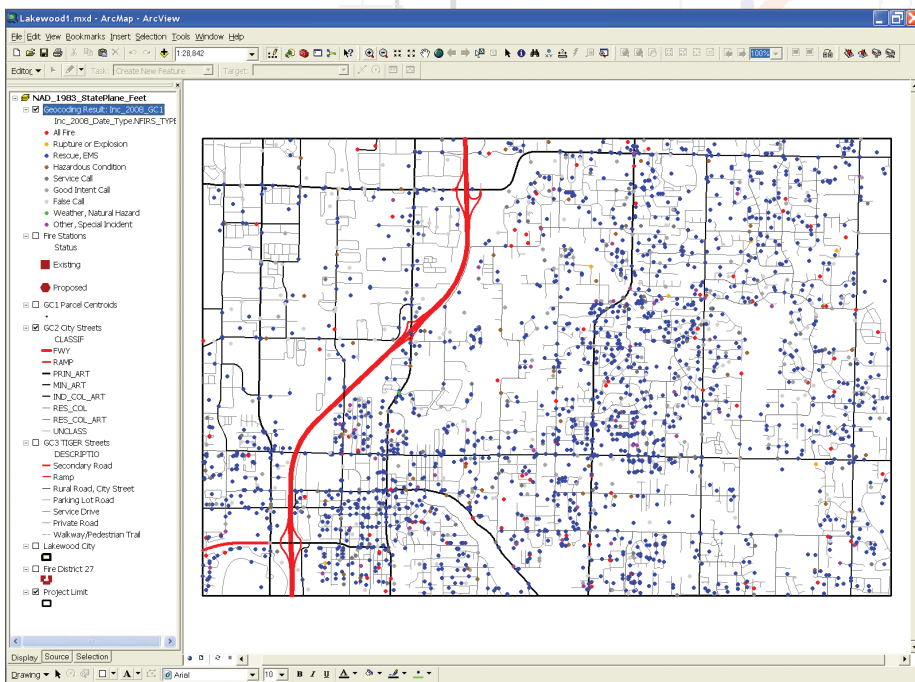 Lakewood1.mxd - ArcMap - ArcView
File Edit View Bookmarks Insert Selection Tools Window Help
1:28,842
100%
Editor Task: Create New Feature Target:
NAD_1983_StatePlane_Feet
Geocoding Result: Inc_2008_GC1
Inc_2008_Date_Type.NFIRS_TYPE
All Fire
Rupture or Explosion
Rescue, EMS
Hazardous Condition
Service Call
Good Intent Call
False Call
Weather, Natural Hazard
Other, Special Incident
Fire Stations
Status
Existing
Proposed
GC1 Parcel Centroids
GC2 City Streets
CLASSIF
FWY
RAMP
PRIN_ART
MIN_ART
IND_COL_ART
RES_COL
RES_COL_ART
UNCLASS
GC3 TIGER Streets
DESCRIPTIO
Secondary Road
Ramp
Rural Road, City Street
Parking Lot Road
Service Drive
Private Road
Walkway/Pedestrian Trail
Lakewood City
Fire District 27
Project Limit
Display Source Selection
Drawing A Arial 10 B I U A